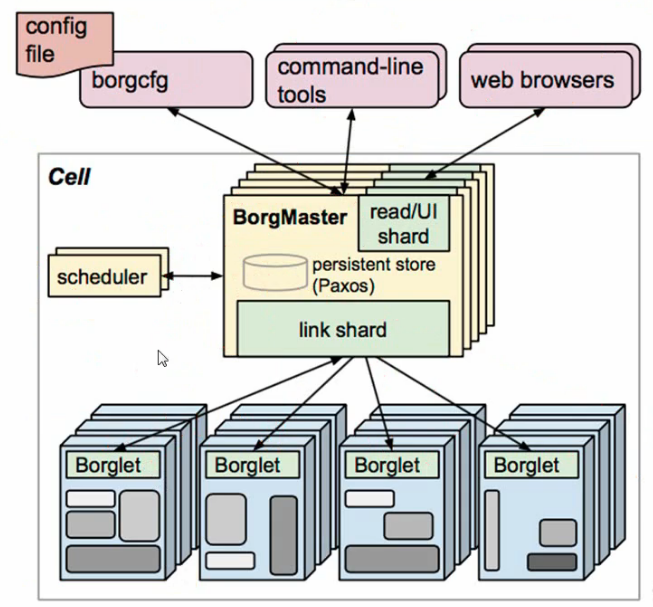 config
file
borgcfg
command-line
tools
web browsers
Cell
BorgMaster
read/UI
shard
scheduler
persistent store
(Paxos)
link shard
Borglet
Borglet
Borglet
Borglet